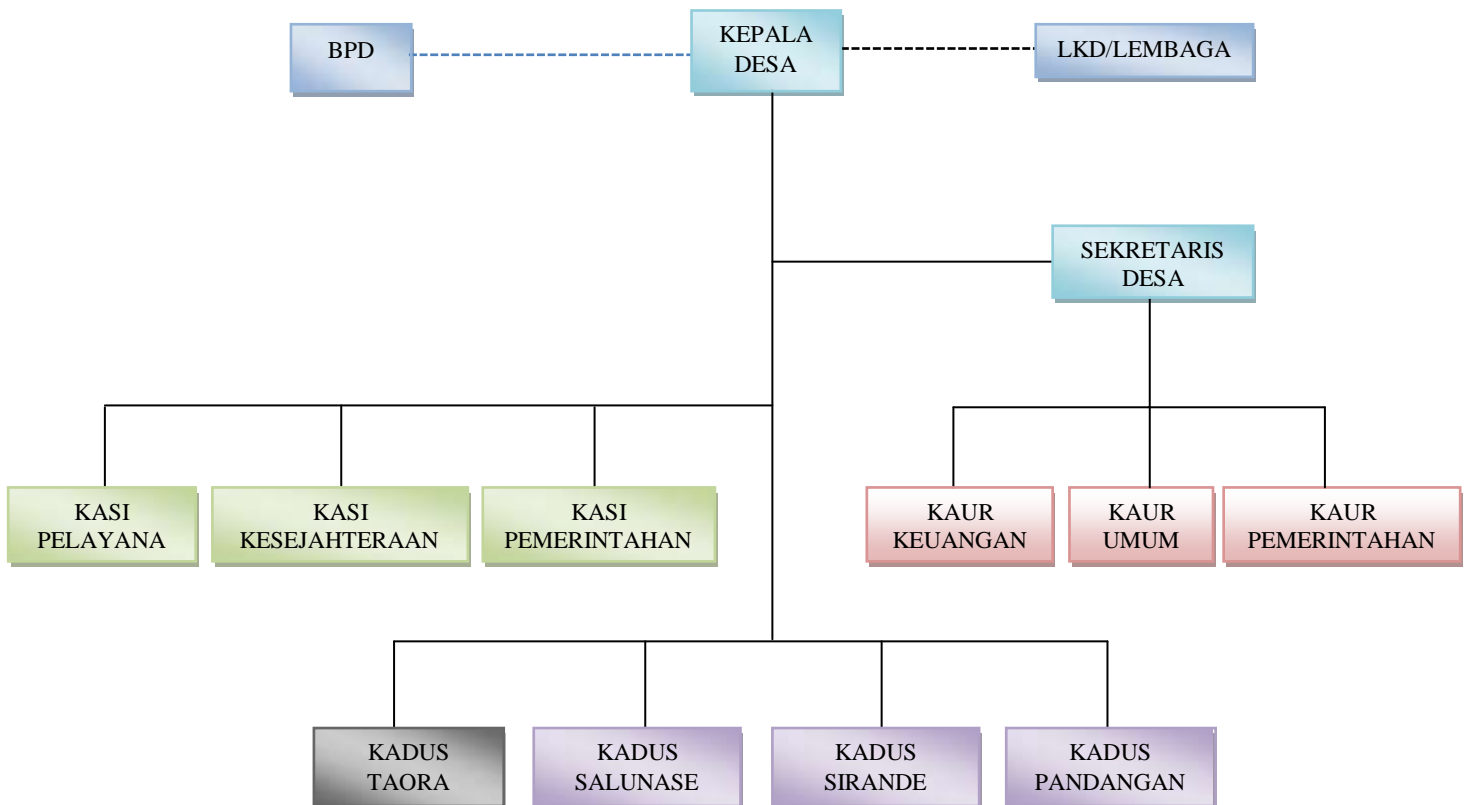 BPD
KEPALA
DESA
LKD/LEMBAGA
SEKRETARIS
DESA
KASI
PELAYANA
KASI
KESEJAHTERAAN
KASI
PEMERINTAHAN
KAUR
KEUANGAN
KAUR
UMUM
KAUR
PEMERINTAHAN
KADUS
TAORA
KADUS
SALUNASE
KADUS
SIRANDE
KADUS
PANDANGAN